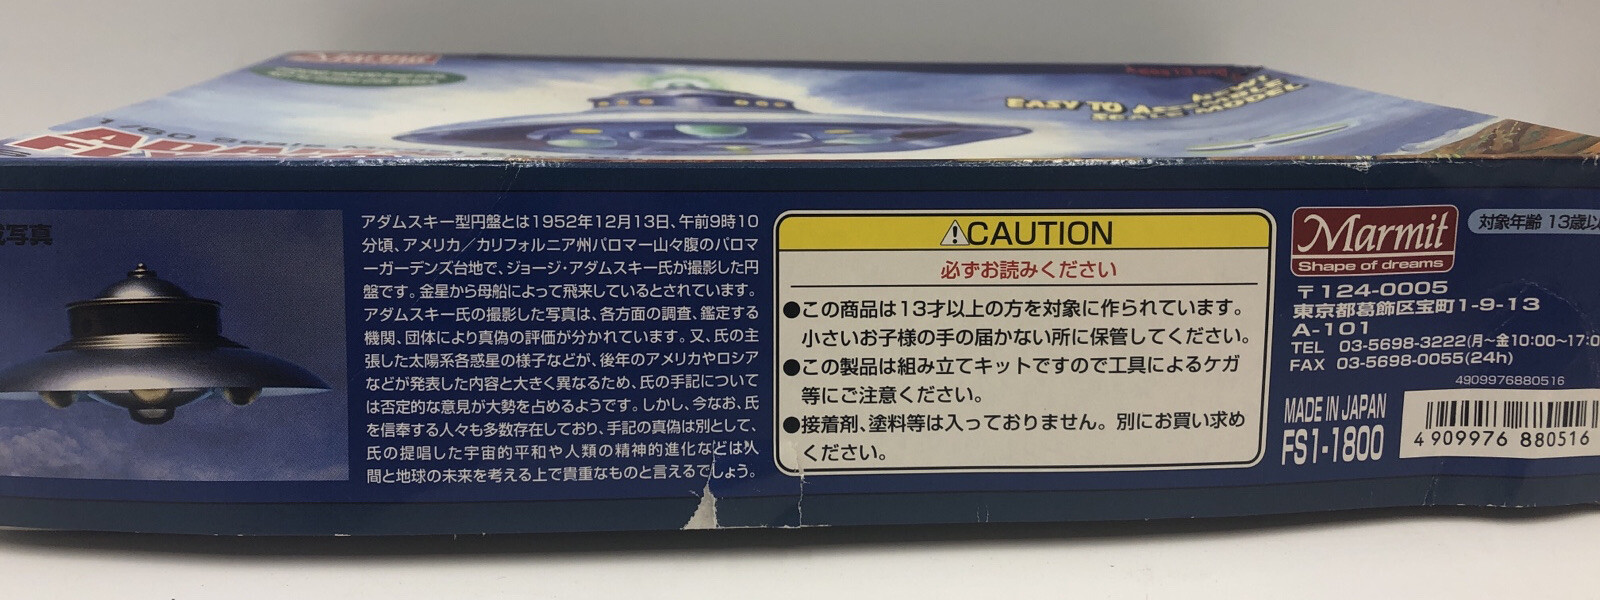 Marmit
EASY TO
成写真
アダムスキー型円盤とは1952年12月13日、午前9時10
分頃、アメリカ／カリフォルニア州パロマー山々腹のパロマ
ーガーデンズ台地で、ジョージ・アダムスキー氏が撮影した円
盤です。金星から母船によって飛来しているとされています。
アダムスキー氏の撮影した写真は、各方面の調査、鑑定する
機関、団体により真偽の評価が分かれています。又、氏の主
張した太陽系各惑星の様子などが、後年のアメリカやロシア
などが発表した内容と大きく異なるため、氏の手記について
は否定的な意見が大勢を占めるようです。しかし、今なお、氏
を信奉する人々も多数存在しており、手記の真偽は別として、
氏の提唱した宇宙的平和や人類の精神的進化などは人
間と地球の未来を考える上で貴重なものと言えるでしょう。
CAUTION
必ずお読みください
●この商品は13才以上の方を対象に作られています。
小さいお子様の手の届かない所に保管してください。
●この製品は組み立てキットですので工具によるケガ
等にご注意ください。
●接着剤、塗料等は入っておりません。別にお買い求め
ください。
Marmit
Shape of dreams
対象年齢 13歳以
〒124-0005
東京都葛飾区宝町1-9-13
A-101
TEL 03-5698-3222(月~金10:00~17:0
FAX 03-5698-0055(24h)
4909976880516
MADE IN JAPAN
FS1-1800
4 909976 880516